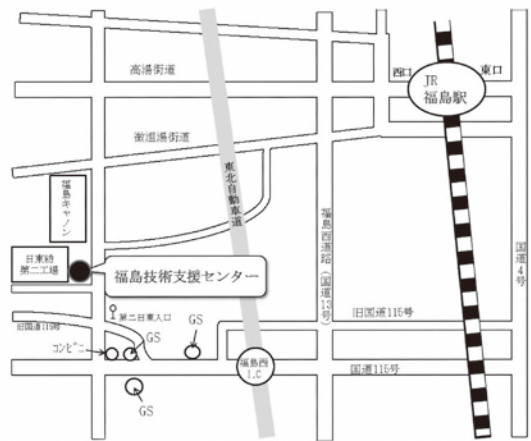 高湯街道
西口
東口
JR
福島駅
微温湯街道
東北自動車道
福島西道路(国道13号)
国道4号
福島キャノン
日東紡
第二工場
福島技術支援センター
第二日東入口
旧国道115号
旧国道115号
コンビニ
GS
GS
GS
福島西
I.C
国道115号